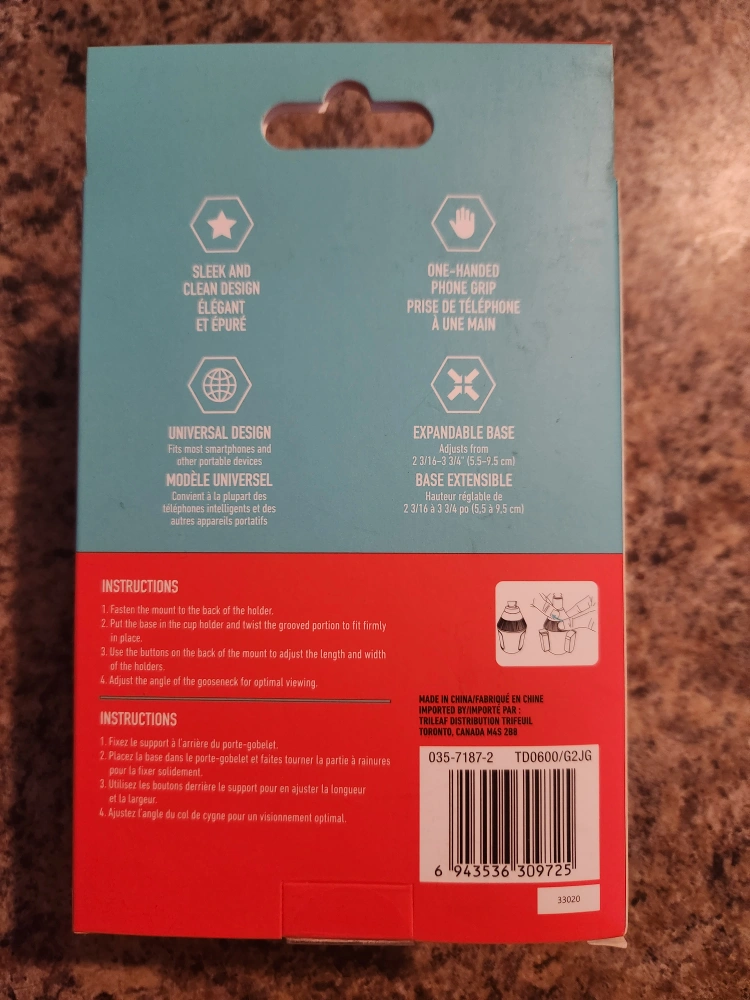 SLEEK AND
CLEAN DESIGN
ÉLÉGANT
ET ÉPURÉ
ONE-HANDED
PHONE GRIP
PRISE DE TÉLÉPHONE
À UNE MAIN
UNIVERSAL DESIGN
Fits most smartphones and
other portable devices
MODÈLE UNIVERSEL
Convient à la plupart des
téléphones intelligents et des
autres appareils portatifs
EXPANDABLE BASE
Adjusts from
2 3/16–3 3/4" (5.5–9.5 cm)
BASE EXTENSIBLE
Hauteur réglable de
2 3/16 à 3 3/4 po (5,5 à 9,5 cm)
INSTRUCTIONS
1. Fasten the mount to the back of the holder.
2. Put the base in the cup holder and twist the grooved portion to fit firmly
in place.
3. Use the buttons on the back of the mount to adjust the length and width
of the holders.
4. Adjust the angle of the gooseneck for optimal viewing.
INSTRUCTIONS
1. Fixez le support à l'arrière du porte-gobelet.
2. Placez la base dans le porte-gobelet et faites tourner la partie à rainures
pour la fixer solidement.
3. Utilisez les boutons derrière le support pour en ajuster la longueur
et la largeur.
4. Ajustez l'angle du col de cygne pour un visionnement optimal.
MADE IN CHINA/FABRIQUÉ EN CHINE
IMPORTED BY/IMPORTÉ PAR :
TRILEAF DISTRIBUTION TRIFEUIL
TORONTO, CANADA M4S 2B8
035-7187-2 TD0600/G2JG
6 943536 309725
33020